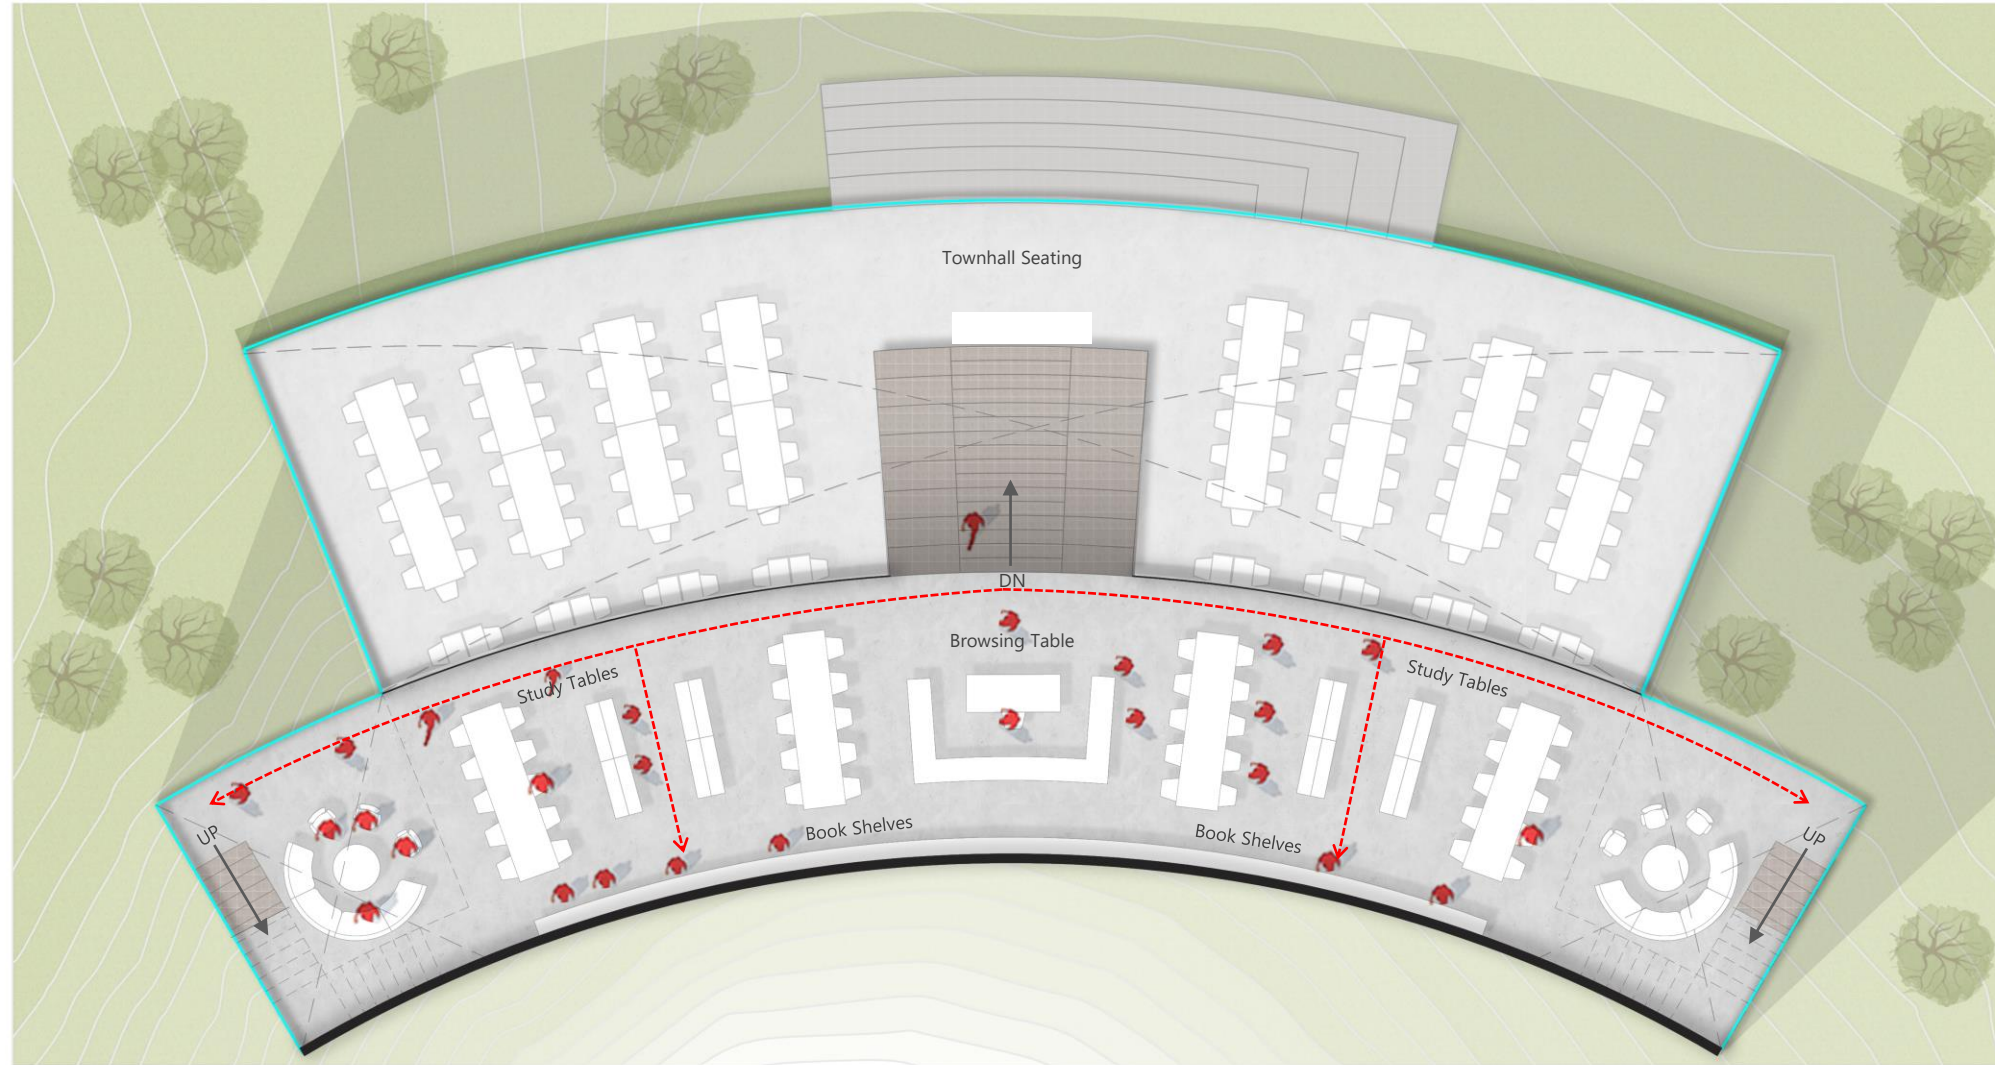 Townhall Seating
DN
Browsing Table
Study Tables
Study Tables
UP
Book Shelves
Book Shelves
UP